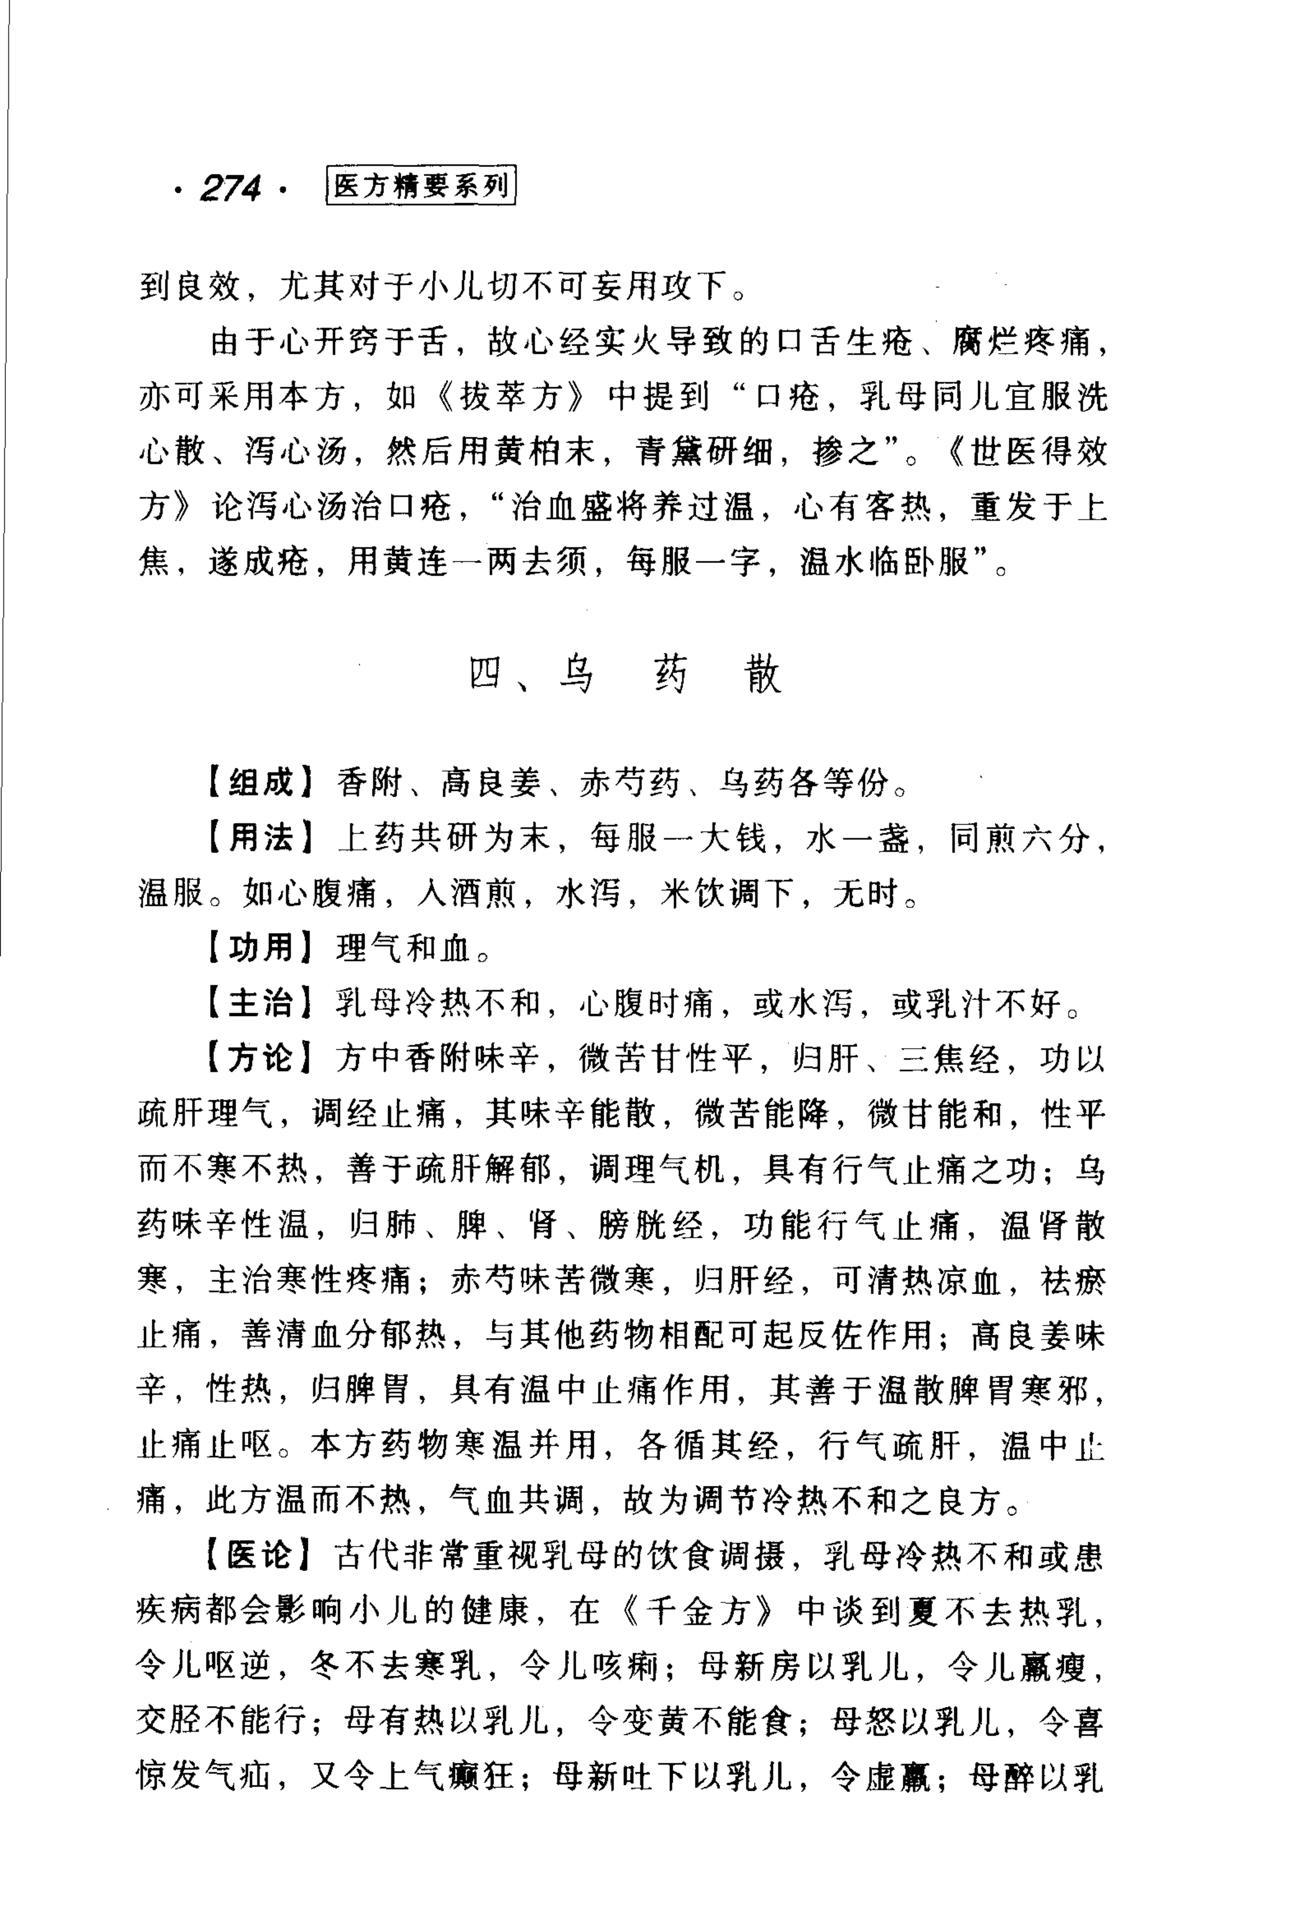 ·274· 医方精要系列
到良效，尤其对于小儿切不可妄用攻下。
由于心开窍于舌，故心经实火导致的口舌生疮、腐烂疼痛，
亦可采用本方，如《拔萃方》中提到“口疮，乳母同儿宜服洗
心散、泻心汤，然后用黄柏末，青黛研细，掺之”。《世医得效
方》论泻心汤治口疮，“治血盛将养过温，心有客热，重发于上
焦，遂成疮，用黄连一两去须，每服一字，温水临卧服”。
四、乌药散
【组成】香附、高良姜、赤芍药、乌药各等份。
【用法】上药共研为末，每服一大钱，水一盏，同煎六分，
温服。如心腹痛，入酒煎，水泻，米饮调下，无时。
【功用】理气和血。
【主治】乳母冷热不和，心腹时痛，或水泻，或乳汁不好。
【方论】方中香附味辛，微苦甘性平，归肝、三焦经，功以
疏肝理气，调经止痛，其味辛能散，微苦能降，微甘能和，性平
而不寒不热，善于疏肝解郁，调理气机，具有行气止痛之功；乌
药味辛性温，归肺、脾、肾、膀胱经，功能行气止痛，温肾散
寒，主治寒性疼痛；赤芍味苦微寒，归肝经，可清热凉血，祛瘀
止痛，善清血分郁热，与其他药物相配可起反佐作用；高良姜味
辛，性热，归脾胃，具有温中止痛作用，其善于温散脾胃寒邪，
止痛止呕。本方药物寒温并用，各循其经，行气疏肝，温中止
痛，此方温而不热，气血共调，故为调节冷热不和之良方。
【医论】古代非常重视乳母的饮食调摄，乳母冷热不和或患
疾病都会影响小儿的健康，在《千金方》中谈到夏不去热乳，
令儿呕逆，冬不去寒乳，令儿咳痢；母新房以乳儿，令儿羸瘦，
交胫不能行；母有热以乳儿，令变黄不能食；母怒以乳儿，令喜
惊发气疝，又令上气癫狂；母新吐下以乳儿，令虚羸；母醉以乳